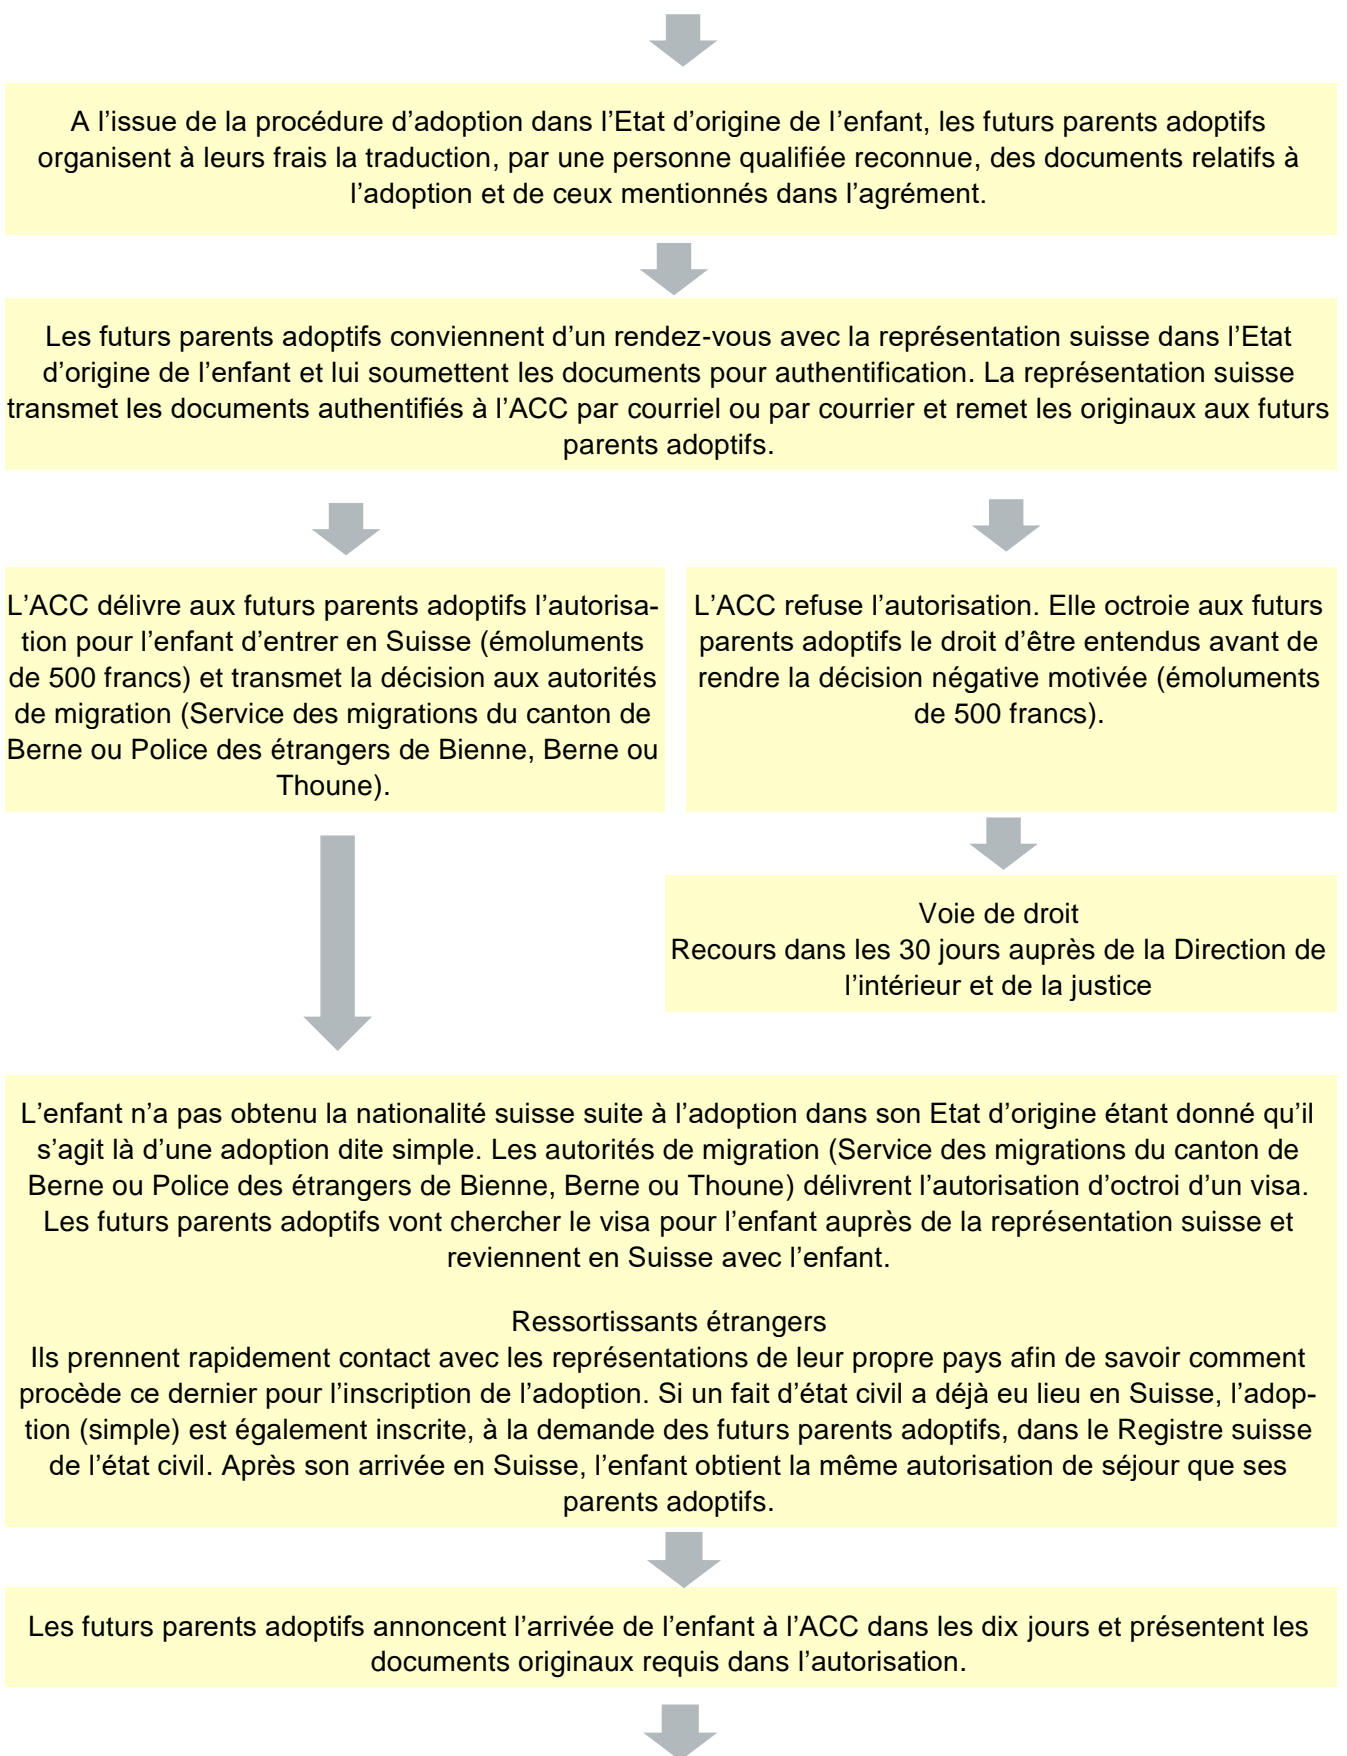 A l’issue de la procédure d’adoption dans l’Etat d’origine de l’enfant, les futurs parents adoptifs
organisent à leurs frais la traduction, par une personne qualifiée reconnue, des documents relatifs à
l’adoption et de ceux mentionnés dans l’agrément.
Les futurs parents adoptifs conviennent d’un rendez-vous avec la représentation suisse dans l’Etat
d’origine de l’enfant et lui soumettent les documents pour authentification. La représentation suisse
transmet les documents authentifiés à l’ACC par courriel ou par courrier et remet les originaux aux futurs
parents adoptifs.
L’ACC délivre aux futurs parents adoptifs l’autorisa-
tion pour l’enfant d’entrer en Suisse (émoluments
de 500 francs) et transmet la décision aux autorités
de migration (Service des migrations du canton de
Berne ou Police des étrangers de Bienne, Berne ou
Thoune).
L’ACC refuse l’autorisation. Elle octroie aux futurs
parents adoptifs le droit d’être entendus avant de
rendre la décision négative motivée (émoluments
de 500 francs).
Voie de droit
Recours dans les 30 jours auprès de la Direction de
l’intérieur et de la justice
L’enfant n’a pas obtenu la nationalité suisse suite à l’adoption dans son Etat d’origine étant donné qu’il
s’agit là d’une adoption dite simple. Les autorités de migration (Service des migrations du canton de
Berne ou Police des étrangers de Bienne, Berne ou Thoune) délivrent l’autorisation d’octroi d’un visa.
Les futurs parents adoptifs vont chercher le visa pour l’enfant auprès de la représentation suisse et
reviennent en Suisse avec l’enfant.
Ressortissants étrangers
Ils prennent rapidement contact avec les représentations de leur propre pays afin de savoir comment
procède ce dernier pour l’inscription de l’adoption. Si un fait d’état civil a déjà eu lieu en Suisse, l’adop-
tion (simple) est également inscrite, à la demande des futurs parents adoptifs, dans le Registre suisse
de l’état civil. Après son arrivée en Suisse, l’enfant obtient la même autorisation de séjour que ses
parents adoptifs.
Les futurs parents adoptifs annoncent l’arrivée de l’enfant à l’ACC dans les dix jours et présentent les
documents originaux requis dans l’autorisation.